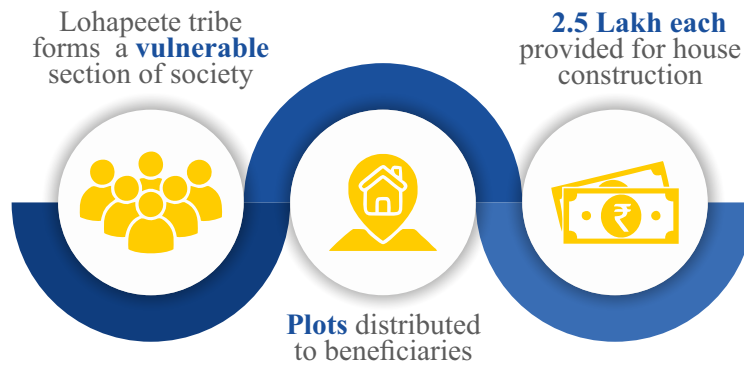 Lohapeete tribe
forms a vulnerable
section of society
Plots distributed
to beneficiaries
2.5 Lakh each
provided for house
construction
₹